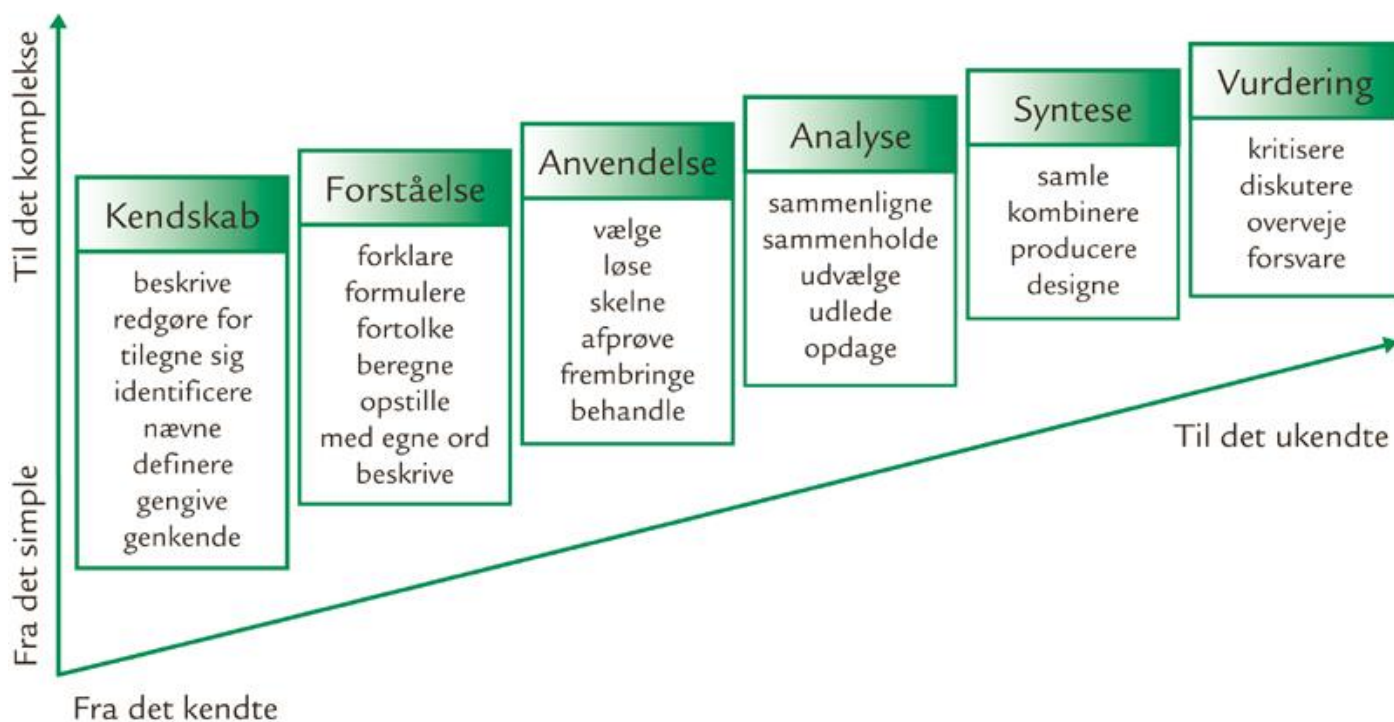 Til det komplekse
Fra det simple
Kendskab
beskrive
redgøre for
tilegne sig
identificere
nævne
definere
gengive
genkende
Forståelse
forklare
formulere
fortolke
beregne
opstille
med egne ord
beskrive
Anvendelse
vælge
løse
skelne
afprøve
frembringe
behandle
Analyse
sammenligne
sammenholde
udvælge
udlede
opdage
Syntese
samle
kombinere
producere
designe
Vurdering
kritisere
diskutere
overveje
forsvare
Til det ukendte
Fra det kendte